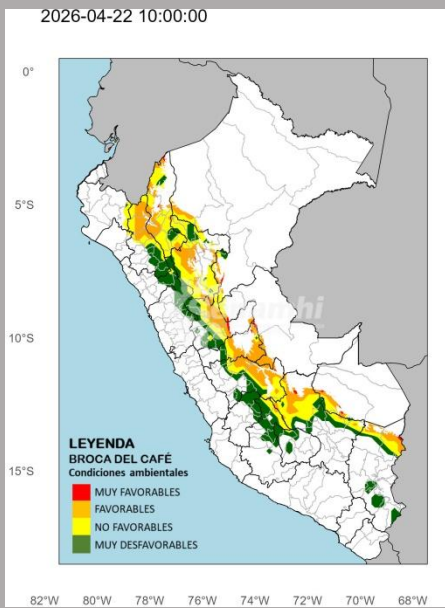 2026-04-22 10:00:00
0°
5°S
10°S
15°S
senamhi
LEYENDA
BROCA DEL CAFÉ
Condiciones ambientales
MUY FAVORABLES
FAVORABLES
NO FAVORABLES
MUY DESFAVORABLES
82°W 80°W 78°W 76°W 74°W 72°W 70°W 68°W